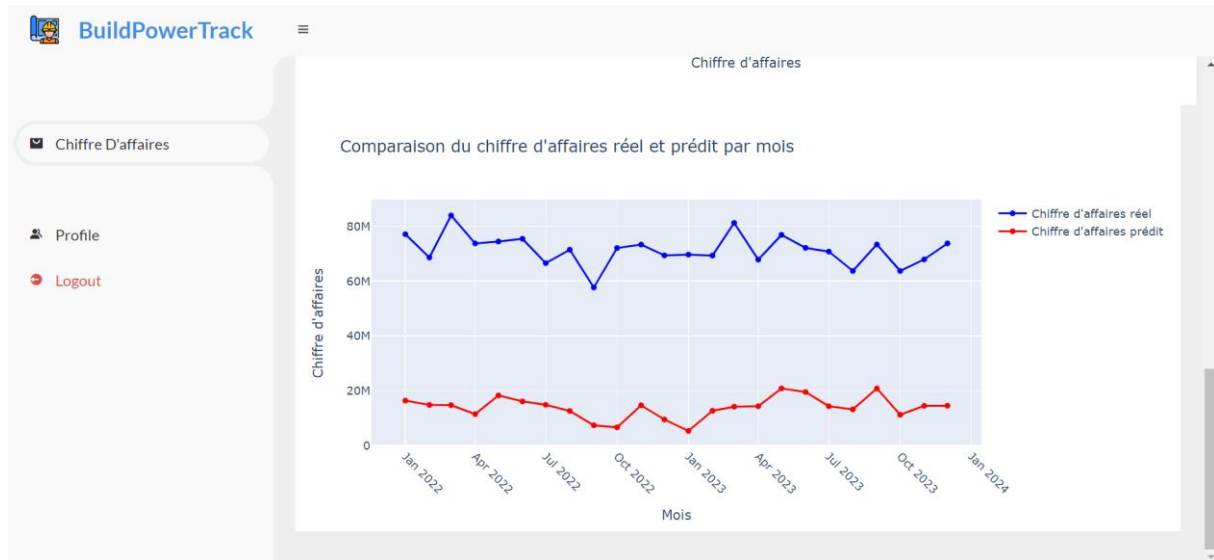 BuildPowerTrack
≡
Chiffre D'affaires
Profile
Logout
Chiffre d'affaires
Comparaison du chiffre d'affaires réel et prédit par mois
Chiffre d'affaires réel
Chiffre d'affaires prédit
80M
60M
40M
20M
0
Chiffre d'affaires
Jan 2022
Apr 2022
Jul 2022
Oct 2022
Jan 2023
Apr 2023
Jul 2023
Oct 2023
Jan 2024
Mois